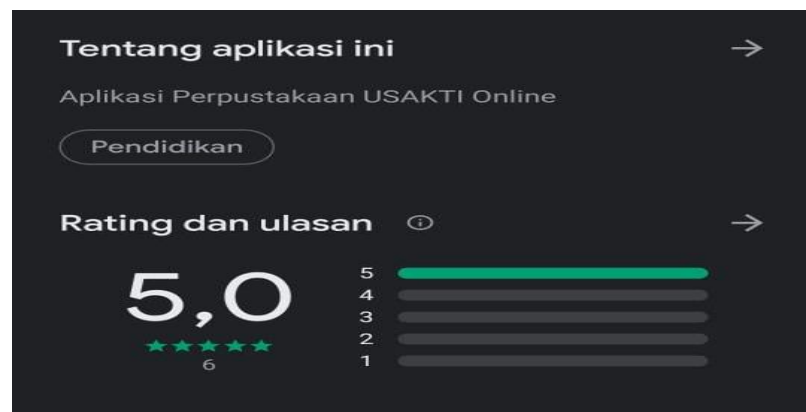 Tentang aplikasi ini
Aplikasi Perpustakaan USAKTI Online
Pendidikan
Rating dan ulasan
5,0
6
5
4
3
2
1